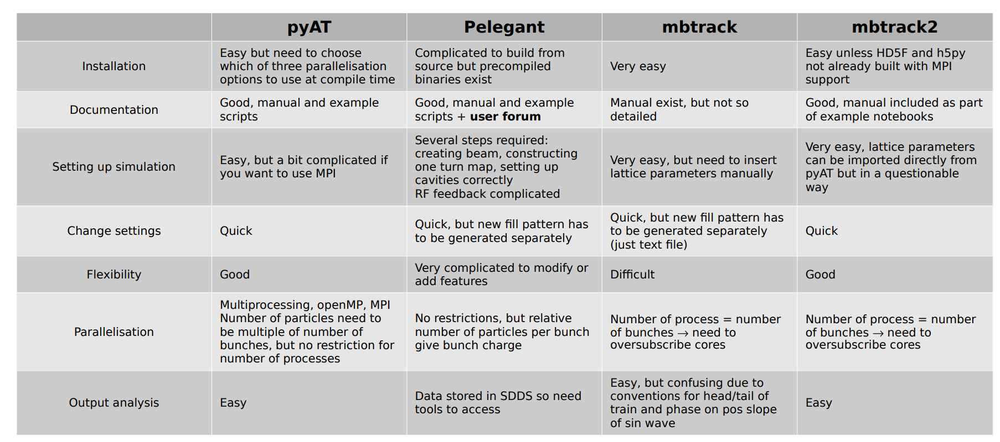 pyAT
Pelegant
mbtrack
mbtrack2
Installation
Easy but need to choose
which of three parallelisation
options to use at compile time
Complicated to build from
source but precompiled
binaries exist
Very easy
Easy unless HD5F and h5py
not already built with MPI
support
Documentation
Good, manual and example
scripts
Good, manual and example
scripts + user forum
Manual exist, but not so
detailed
Good, manual included as part
of example notebooks
Setting up simulation
Easy, but a bit complicated if
you want to use MPI
Several steps required:
creating beam, constructing
one turn map, setting up
cavities correctly
RF feedback complicated
Very easy, but need to insert
lattice parameters manually
Very easy, lattice parameters
can be imported directly from
pyAT but in a questionable
way
Change settings
Quick
Quick, but new fill pattern has
to be generated separately
Quick, but new fill pattern has
to be generated separately
(just text file)
Quick
Flexibility
Good
Very complicated to modify or
add features
Difficult
Good
Parallelisation
Multiprocessing, openMP, MPI
Number of particles need to
be multiple of number of
bunches, but no restriction for
number of processes
No restrictions, but relative
number of particles per bunch
give bunch charge
Number of process = number
of bunches → need to
oversubscribe cores
Number of process = number
of bunches → need to
oversubscribe cores
Output analysis
Easy
Data stored in SDDS so need
tools to access
Easy, but confusing due to
conventions for head/tail of
train and phase on pos slope
of sin wave
Easy